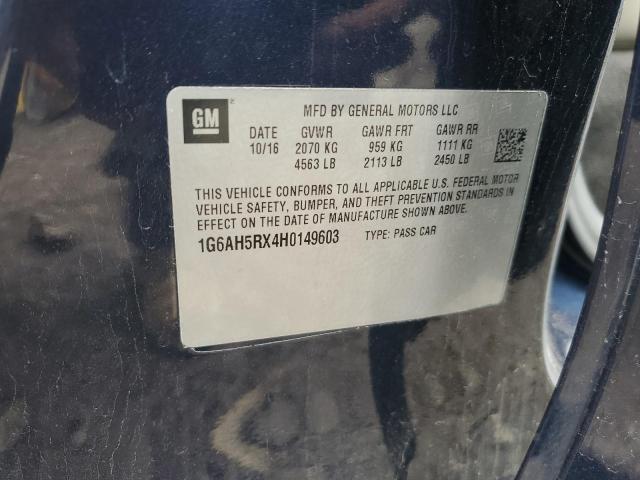 GM
MFD BY GENERAL MOTORS LLC
DATE GVWR GAWR FRT GAWR RR
10/16 2070 KG 959 KG 1111 KG
4563 LB 2113 LB 2450 LB
THIS VEHICLE CONFORMS TO ALL APPLICABLE U.S. FEDERAL MOTOR
VEHICLE SAFETY, BUMPER, AND THEFT PREVENTION STANDARDS IN
EFFECT ON THE DATE OF MANUFACTURE SHOWN ABOVE.
1G6AH5RX4H0149603 TYPE: PASS CAR